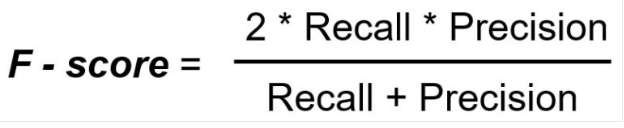 2 * Recall * Precision
F - score =
Recall + Precision